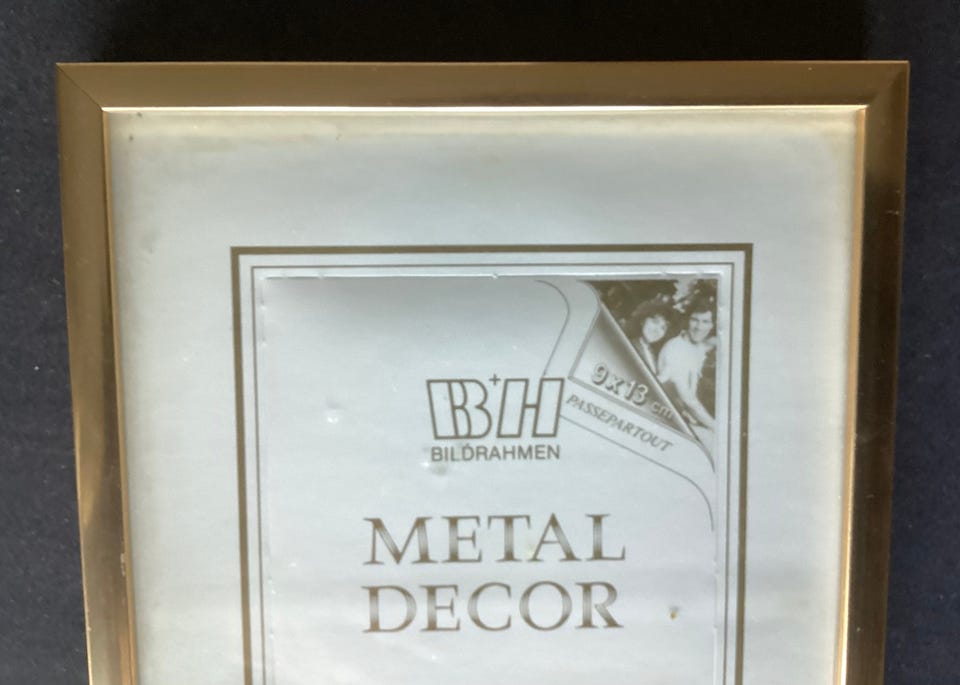 9x13 cm
PASSEPARTOUT
B+H
BILDRAHMEN
METAL
DECOR